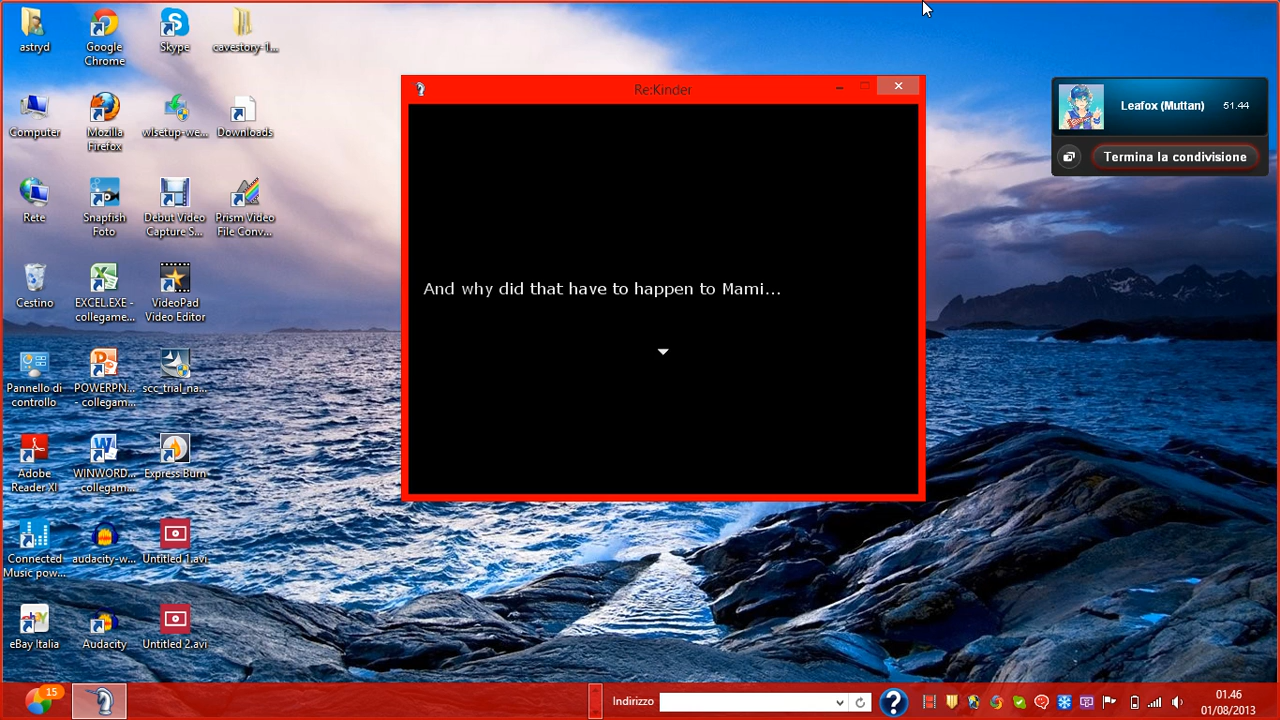 astryd
Google
Chrome
Skype
cavestory-1...
Computer
Mozilla
Firefox
wlsetup-we...
Downloads
Rete
Snapfish
Foto
Debut Video
Capture S...
Prism Video
File Conv...
Cestino
EXCEL.EXE -
collegame...
VideoPad
Video Editor
Pannello di
controllo
POWERPN...
- collegam...
scc_trial_na...
Adobe
Reader XI
WINWORD...
- collegam...
Express Burn
Connected
Music pow...
audacity-w...
Untitled 1.avi
eBay Italia
Audacity
Untitled 2.avi
Re:Kinder
And why did that have to happen to Mami...
Leafox (Muttan) 51.44
Termina la condivisione
15
Indirizzo
01.46
01/08/2013